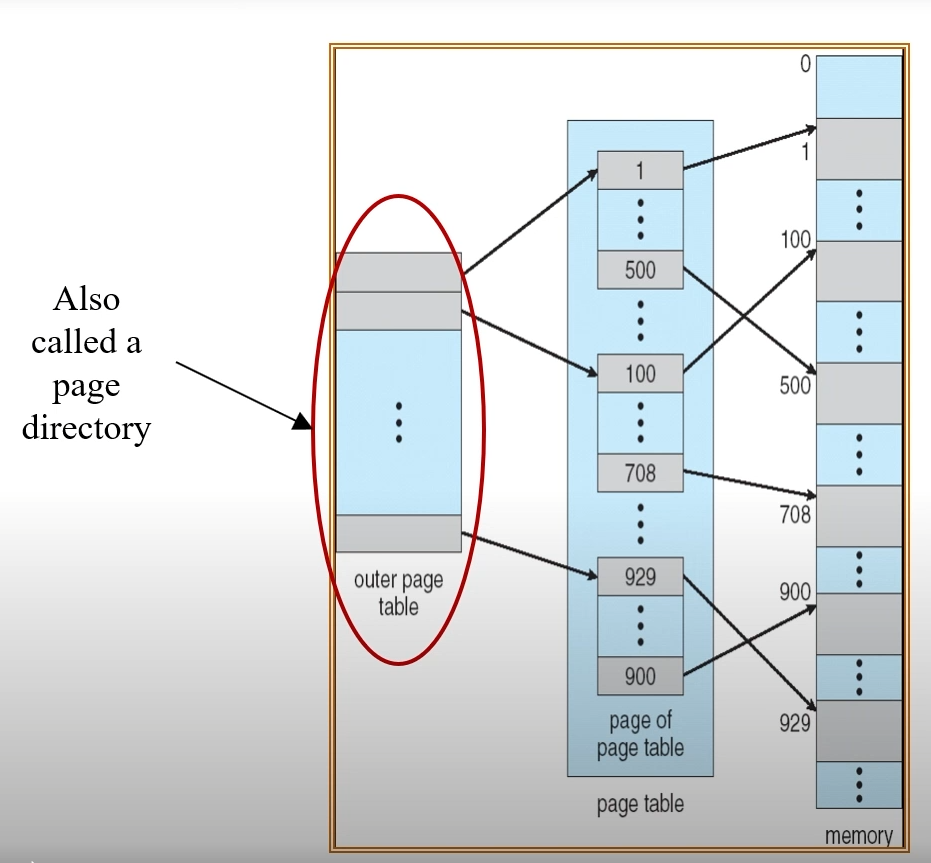 Also
called a
page
directory
outer page
table
1
500
100
708
929
900
page of
page table
page table
0
1
100
500
708
900
929
memory